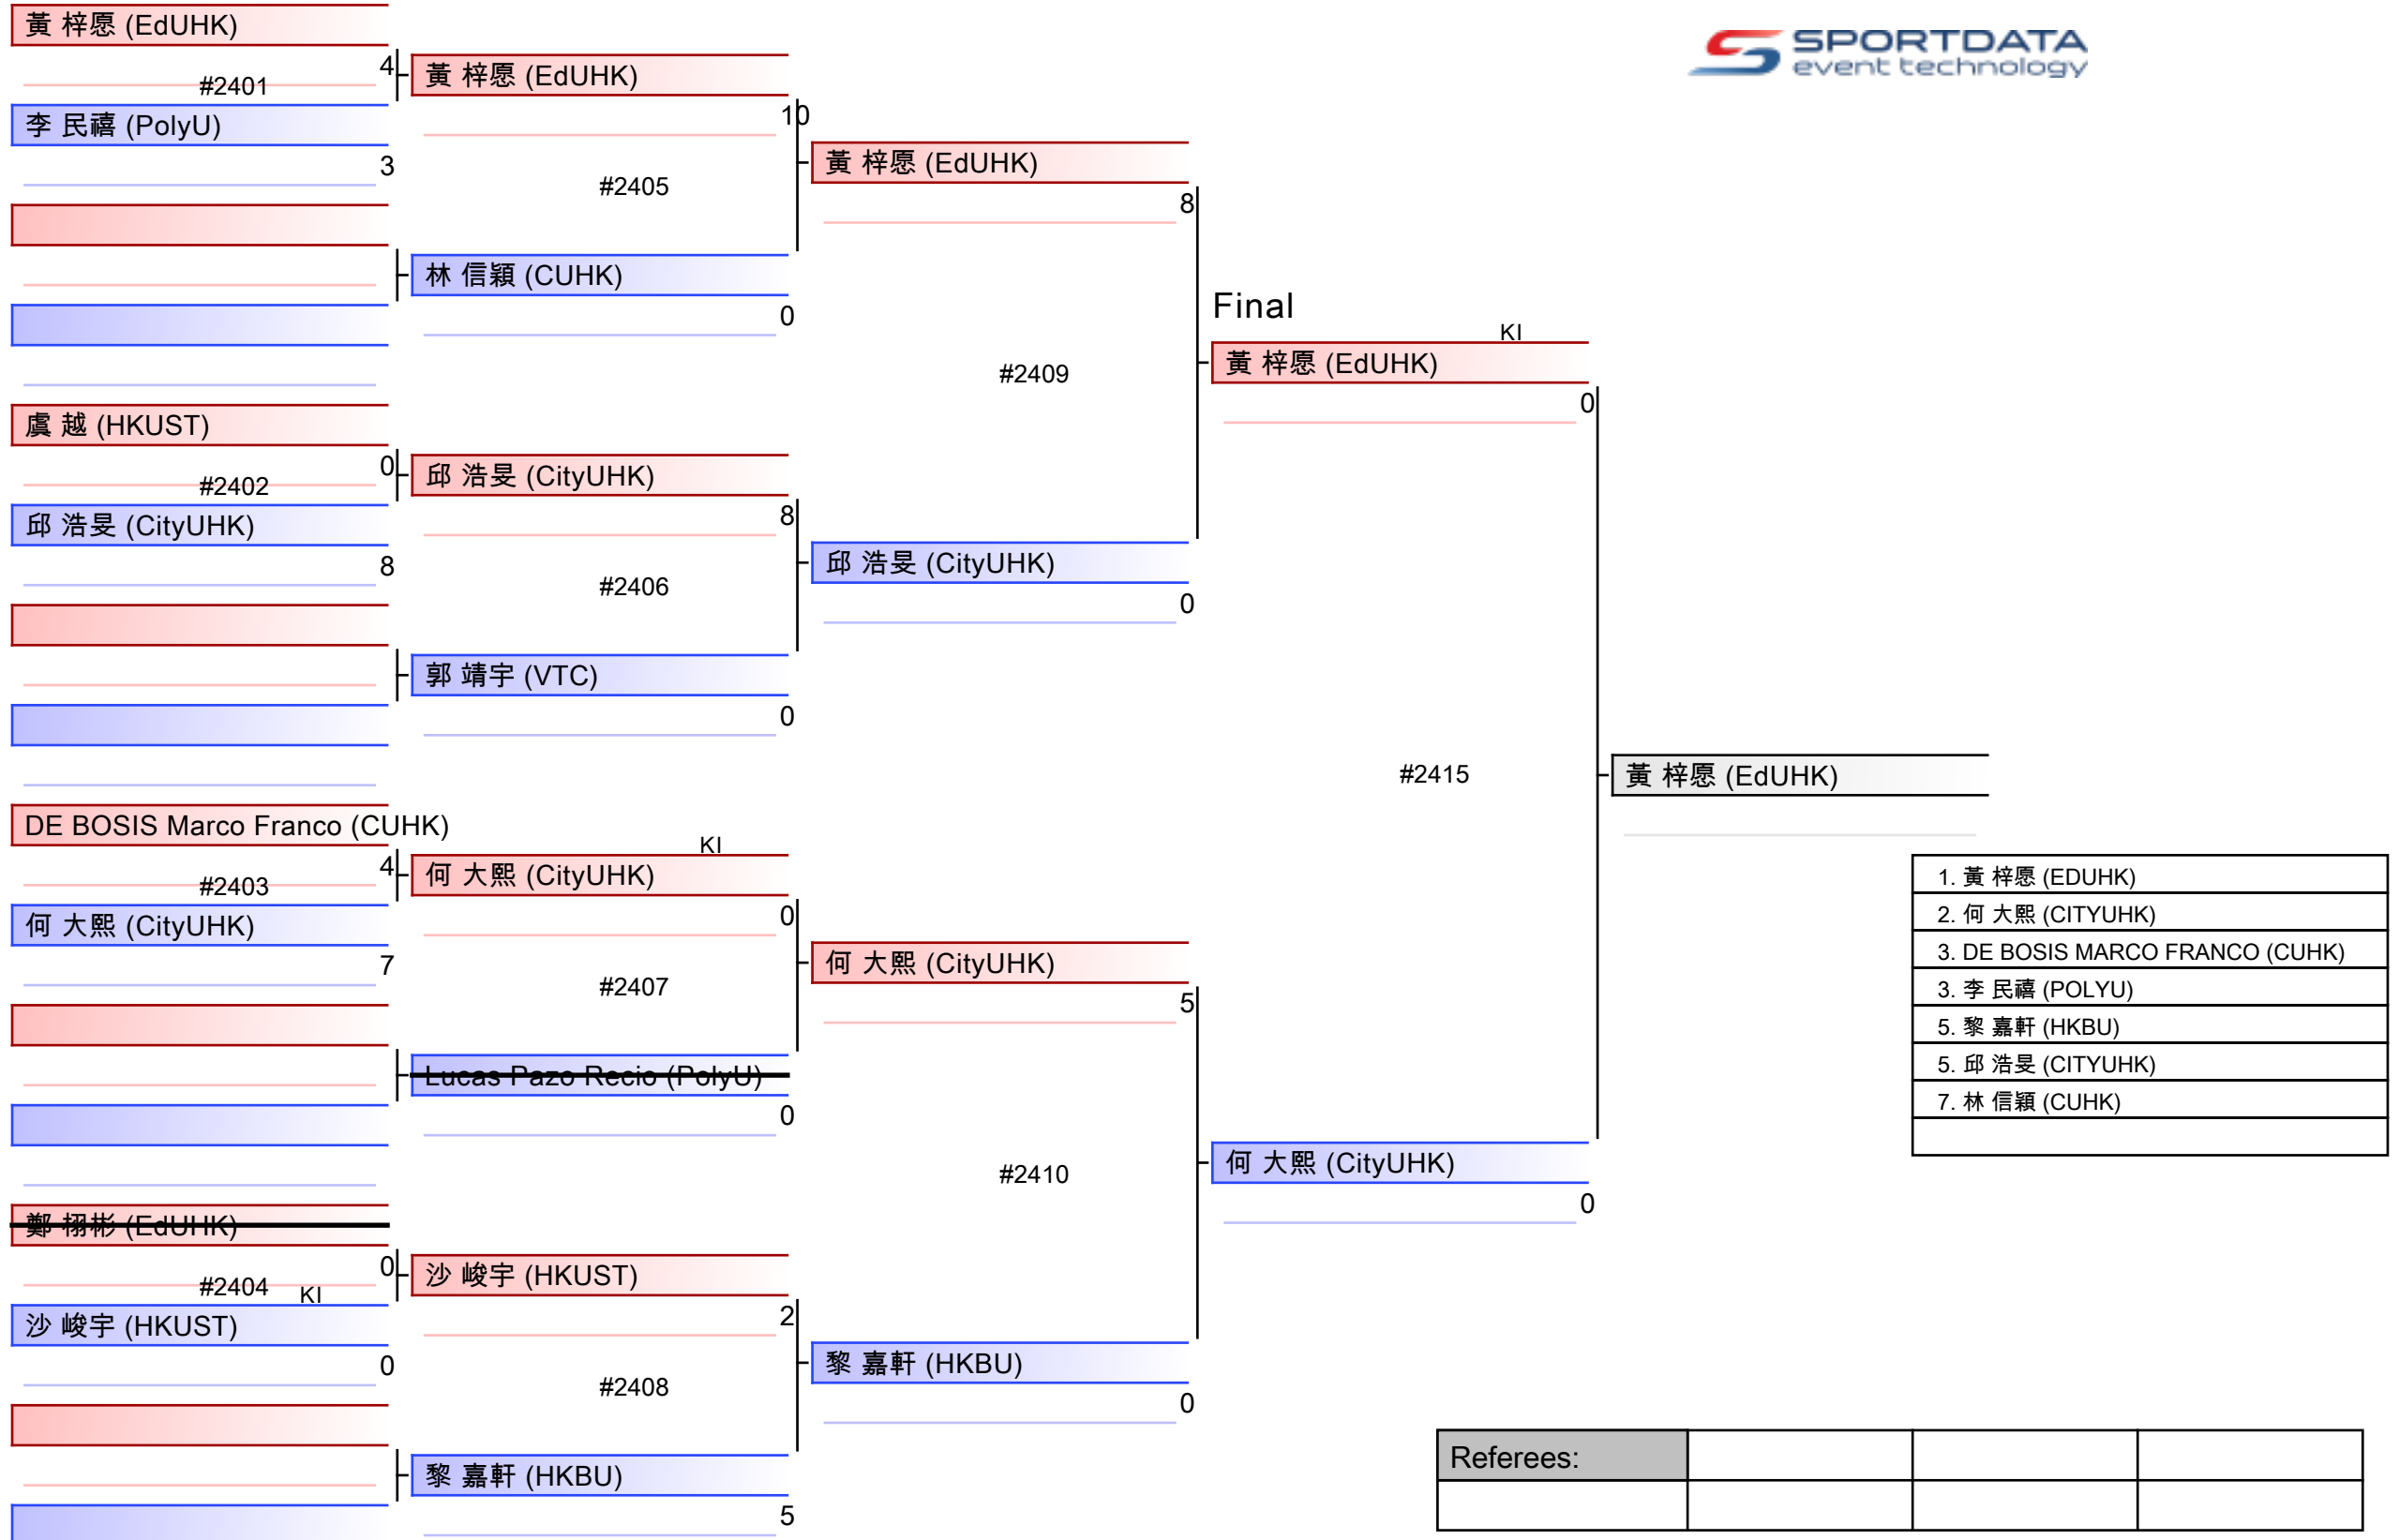 SPORTDATA
event technology
黃 梓愿 (EdUHK)
4
#2401
李 民禧 (PolyU)
3
黃 梓愿 (EdUHK)
10
#2405
林 信穎 (CUHK)
0
虞 越 (HKUST)
0
#2402
邱 浩旻 (CityUHK)
8
邱 浩旻 (CityUHK)
8
#2406
郭 靖宇 (VTC)
0
黃 梓愿 (EdUHK)
8
#2409
邱 浩旻 (CityUHK)
0
DE BOSIS Marco Franco (CUHK)
4
#2403
何 大熙 (CityUHK)
7
KI
何 大熙 (CityUHK)
0
#2407
Lucas Pazo Recio (PolyU)
0
鄭 栩彬 (EdUHK)
0
#2404
KI
沙 峻宇 (HKUST)
0
沙 峻宇 (HKUST)
2
#2408
黎 嘉軒 (HKBU)
5
何 大熙 (CityUHK)
5
#2410
黎 嘉軒 (HKBU)
0
Final
KI
黃 梓愿 (EdUHK)
0
#2415
何 大熙 (CityUHK)
0
黃 梓愿 (EdUHK)
1. 黃 梓愿 (EDUHK)
2. 何 大熙 (CITYUHK)
3. DE BOSIS MARCO FRANCO (CUHK)
3. 李 民禧 (POLYU)
5. 黎 嘉軒 (HKBU)
5. 邱 浩旻 (CITYUHK)
7. 林 信穎 (CUHK)
Referees: